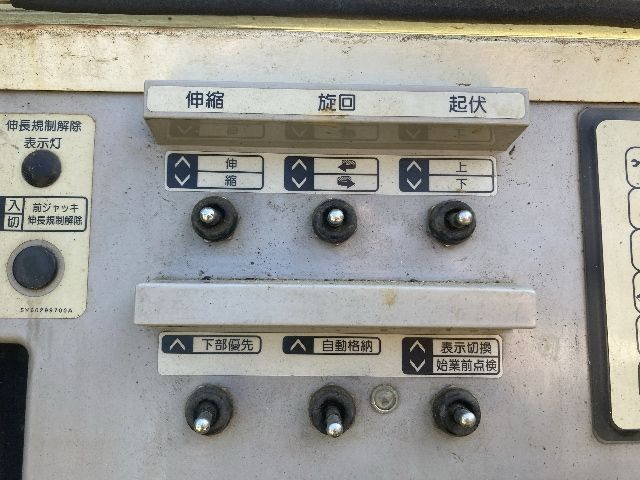 伸縮 旋回 起伏
伸長規制解除
表示灯
伸
縮
上
下
入 前ジャッキ
切 伸長規制解除
下部優先
自動格納
表示切換
始業前点検